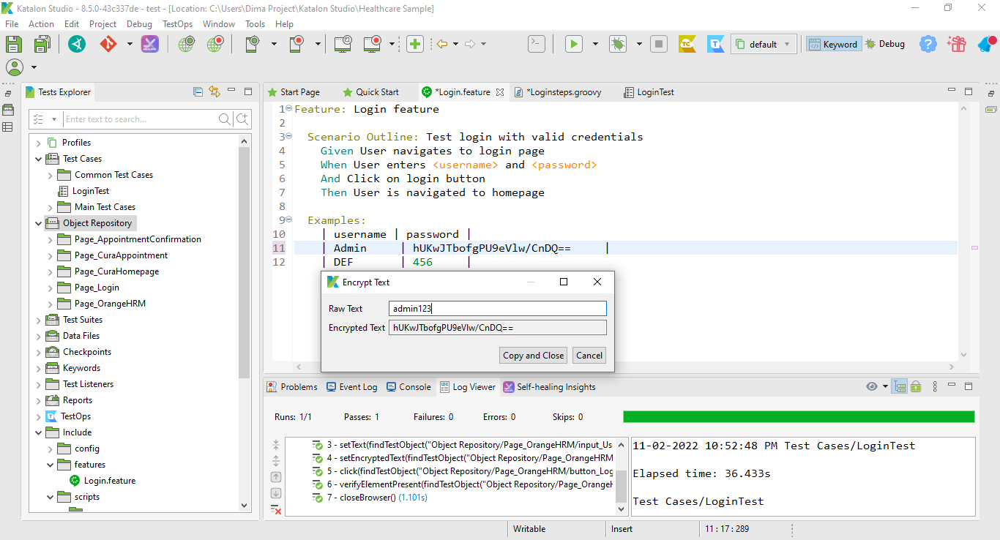 Katalon Studio - 8.5.0-43c337de - test - [Location: C:\Users\Dima Project\Katalon Studio\Healthcare Sample]
File Action Edit Project Debug TestOps Window Tools Help
default Keyword Debug
Tests Explorer
Enter text to search...
Profiles
Test Cases
Common Test Cases
LoginTest
Main Test Cases
Object Repository
Page_AppointmentConfirmation
Page_CuraAppointment
Page_CuraHomepage
Page_Login
Page_OrangeHRM
Test Suites
Data Files
Checkpoints
Keywords
Test Listeners
Reports
TestOps
Include
config
features
Login.feature
scripts
Start Page Quick Start *Login.feature *Loginsteps.groovy LoginTest
1 Feature: Login feature
2
3 Scenario Outline: Test login with valid credentials
4 Given User navigates to login page
5 When User enters <username> and <password>
6 And Click on login button
7 Then User is navigated to homepage
8
9 Examples:
10 | username | password |
11 | Admin | hUKwJTbofgPU9eVlw/CnDQ== |
12 | DEF | 456 |
Encrypt Text
Raw Text admin123
Encrypted Text hUKwJTbofgPU9eVlw/CnDQ==
Copy and Close Cancel
Problems Event Log Console Log Viewer Self-healing Insights
Runs: 1/1 Passes: 1 Failures: 0 Errors: 0 Skips: 0
3 - setText(findTestObject("Object Repository/Page_OrangeHRM/input_Us
4 - setEncryptedText(findTestObject("Object Repository/Page_OrangeHRM
5 - click(findTestObject("Object Repository/Page_OrangeHRM/button_Log
6 - verifyElementPresent(findTestObject("Object Repository/Page_Orange
7 - closeBrowser() (1.101s)
11-02-2022 10:52:48 PM Test Cases/LoginTest
Elapsed time: 36.433s
Test Cases/LoginTest
Writable Insert 11 : 17 : 289